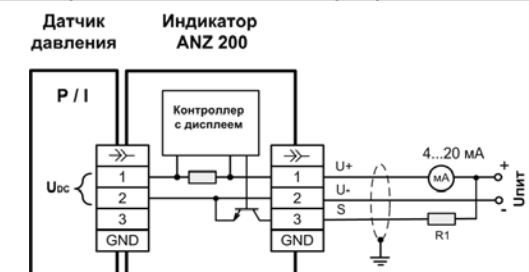 Датчик
давления
Индикатор
ANZ 200
P / I
Контроллер
с дисплеем
UDC
1
2
3
GND
1
2
3
GND
U+
U-
S
4...20 мА
мА
R1
+
-
Uпит